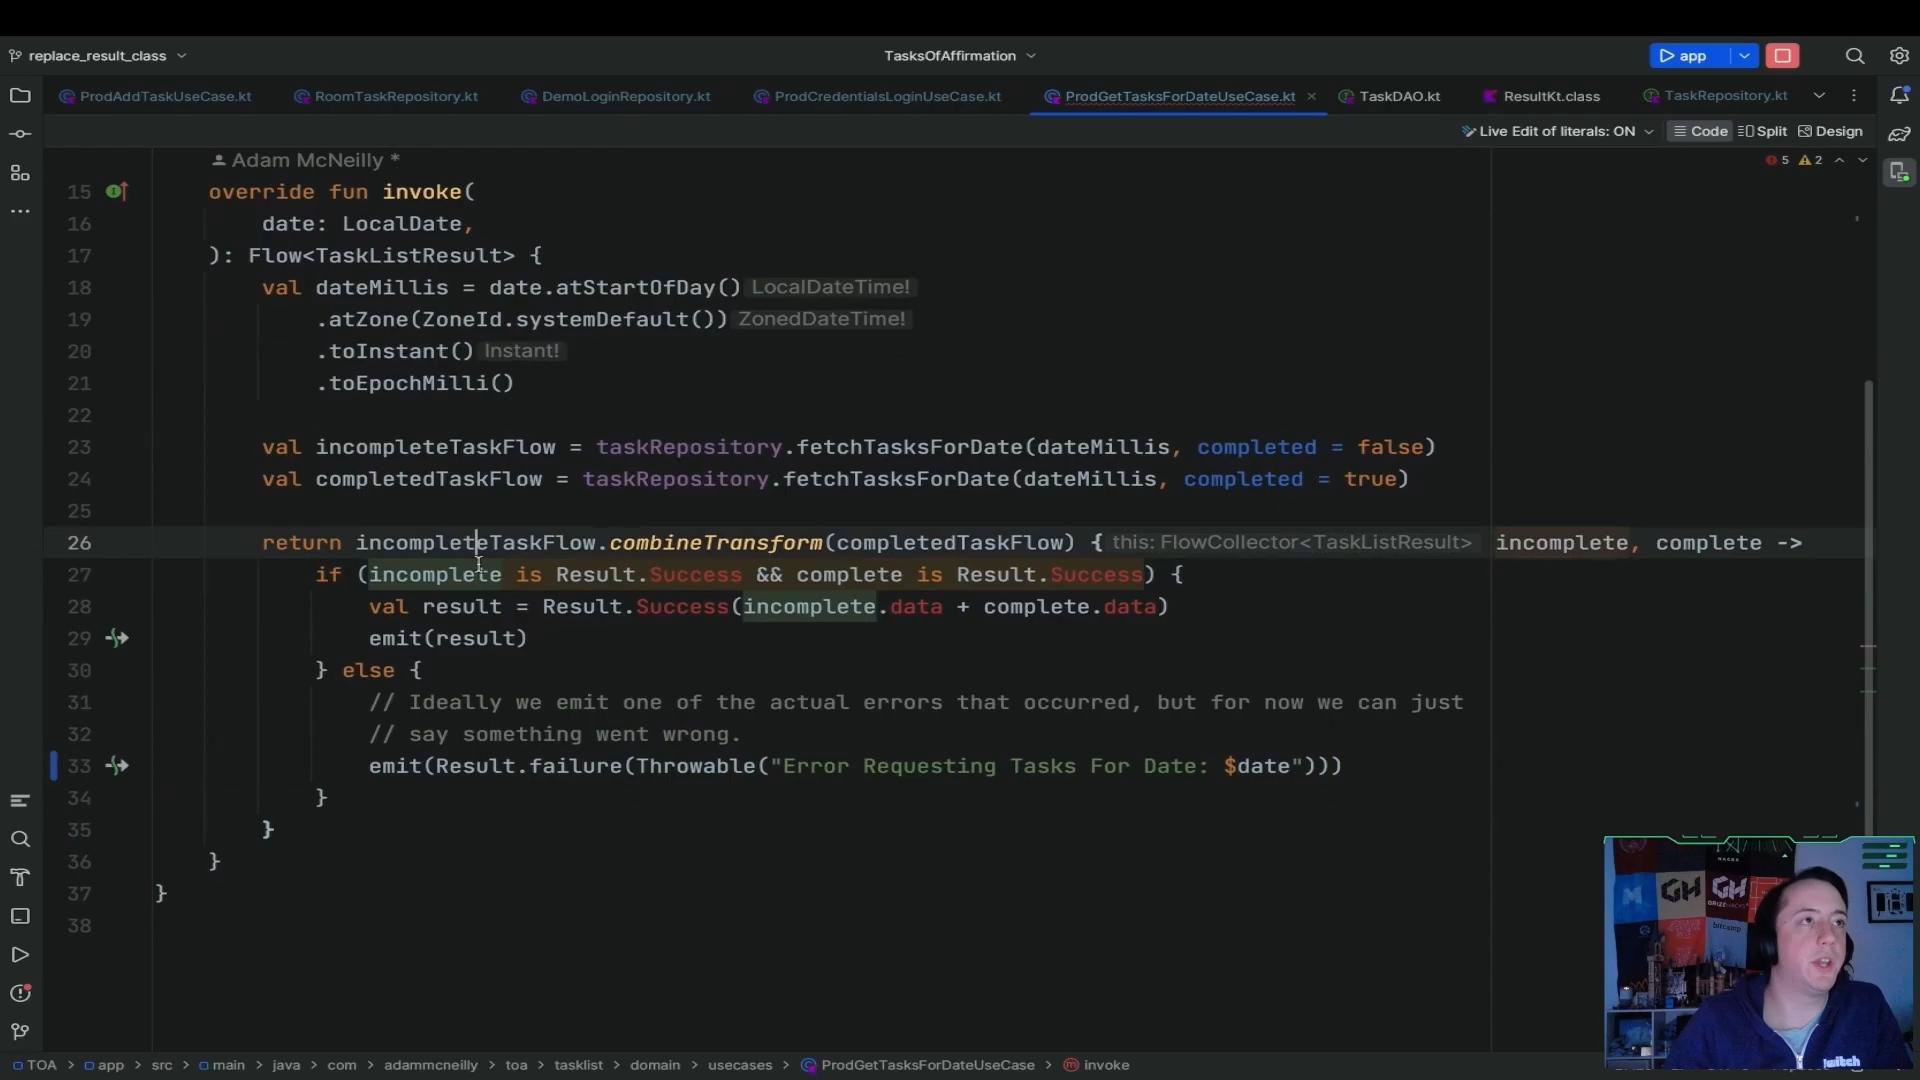 replace_result_class
TasksOfAffirmation
app
ProdAddTaskUseCase.kt
RoomTaskRepository.kt
DemoLoginRepository.kt
ProdCredentialsLoginUseCase.kt
ProdGetTasksForDateUseCase.kt
TaskDAO.kt
ResultKt.class
TaskRepository.kt
Live Edit of literals: ON
Code
Split
Design
5
2
Adam McNeilly *
15 override fun invoke(
16 date: LocalDate,
17 ): Flow<TaskListResult> {
18 val dateMillis = date.atStartOfDay() LocalDateTime!
19 .atZone(ZoneId.systemDefault()) ZonedDateTime!
20 .toInstant() Instant!
21 .toEpochMilli()
22
23 val incompleteTaskFlow = taskRepository.fetchTasksForDate(dateMillis, completed = false)
24 val completedTaskFlow = taskRepository.fetchTasksForDate(dateMillis, completed = true)
25
26 return incompleteTaskFlow.combineTransform(completedTaskFlow) { this: FlowCollector<TaskListResult> incomplete, complete ->
27 if (incomplete is Result.Success && complete is Result.Success) {
28 val result = Result.Success(incomplete.data + complete.data)
29 emit(result)
30 } else {
31 // Ideally we emit one of the actual errors that occurred, but for now we can just
32 // say something went wrong.
33 emit(Result.failure(Throwable("Error Requesting Tasks For Date: $date")))
34 }
35 }
36 }
37 }
38
GH
GH
GRIZEHACKS
bitcamp
twitch
TOA > app > src > main > java > com > adammcneilly > toa > tasklist > domain > usecases > ProdGetTasksForDateUseCase > invoke